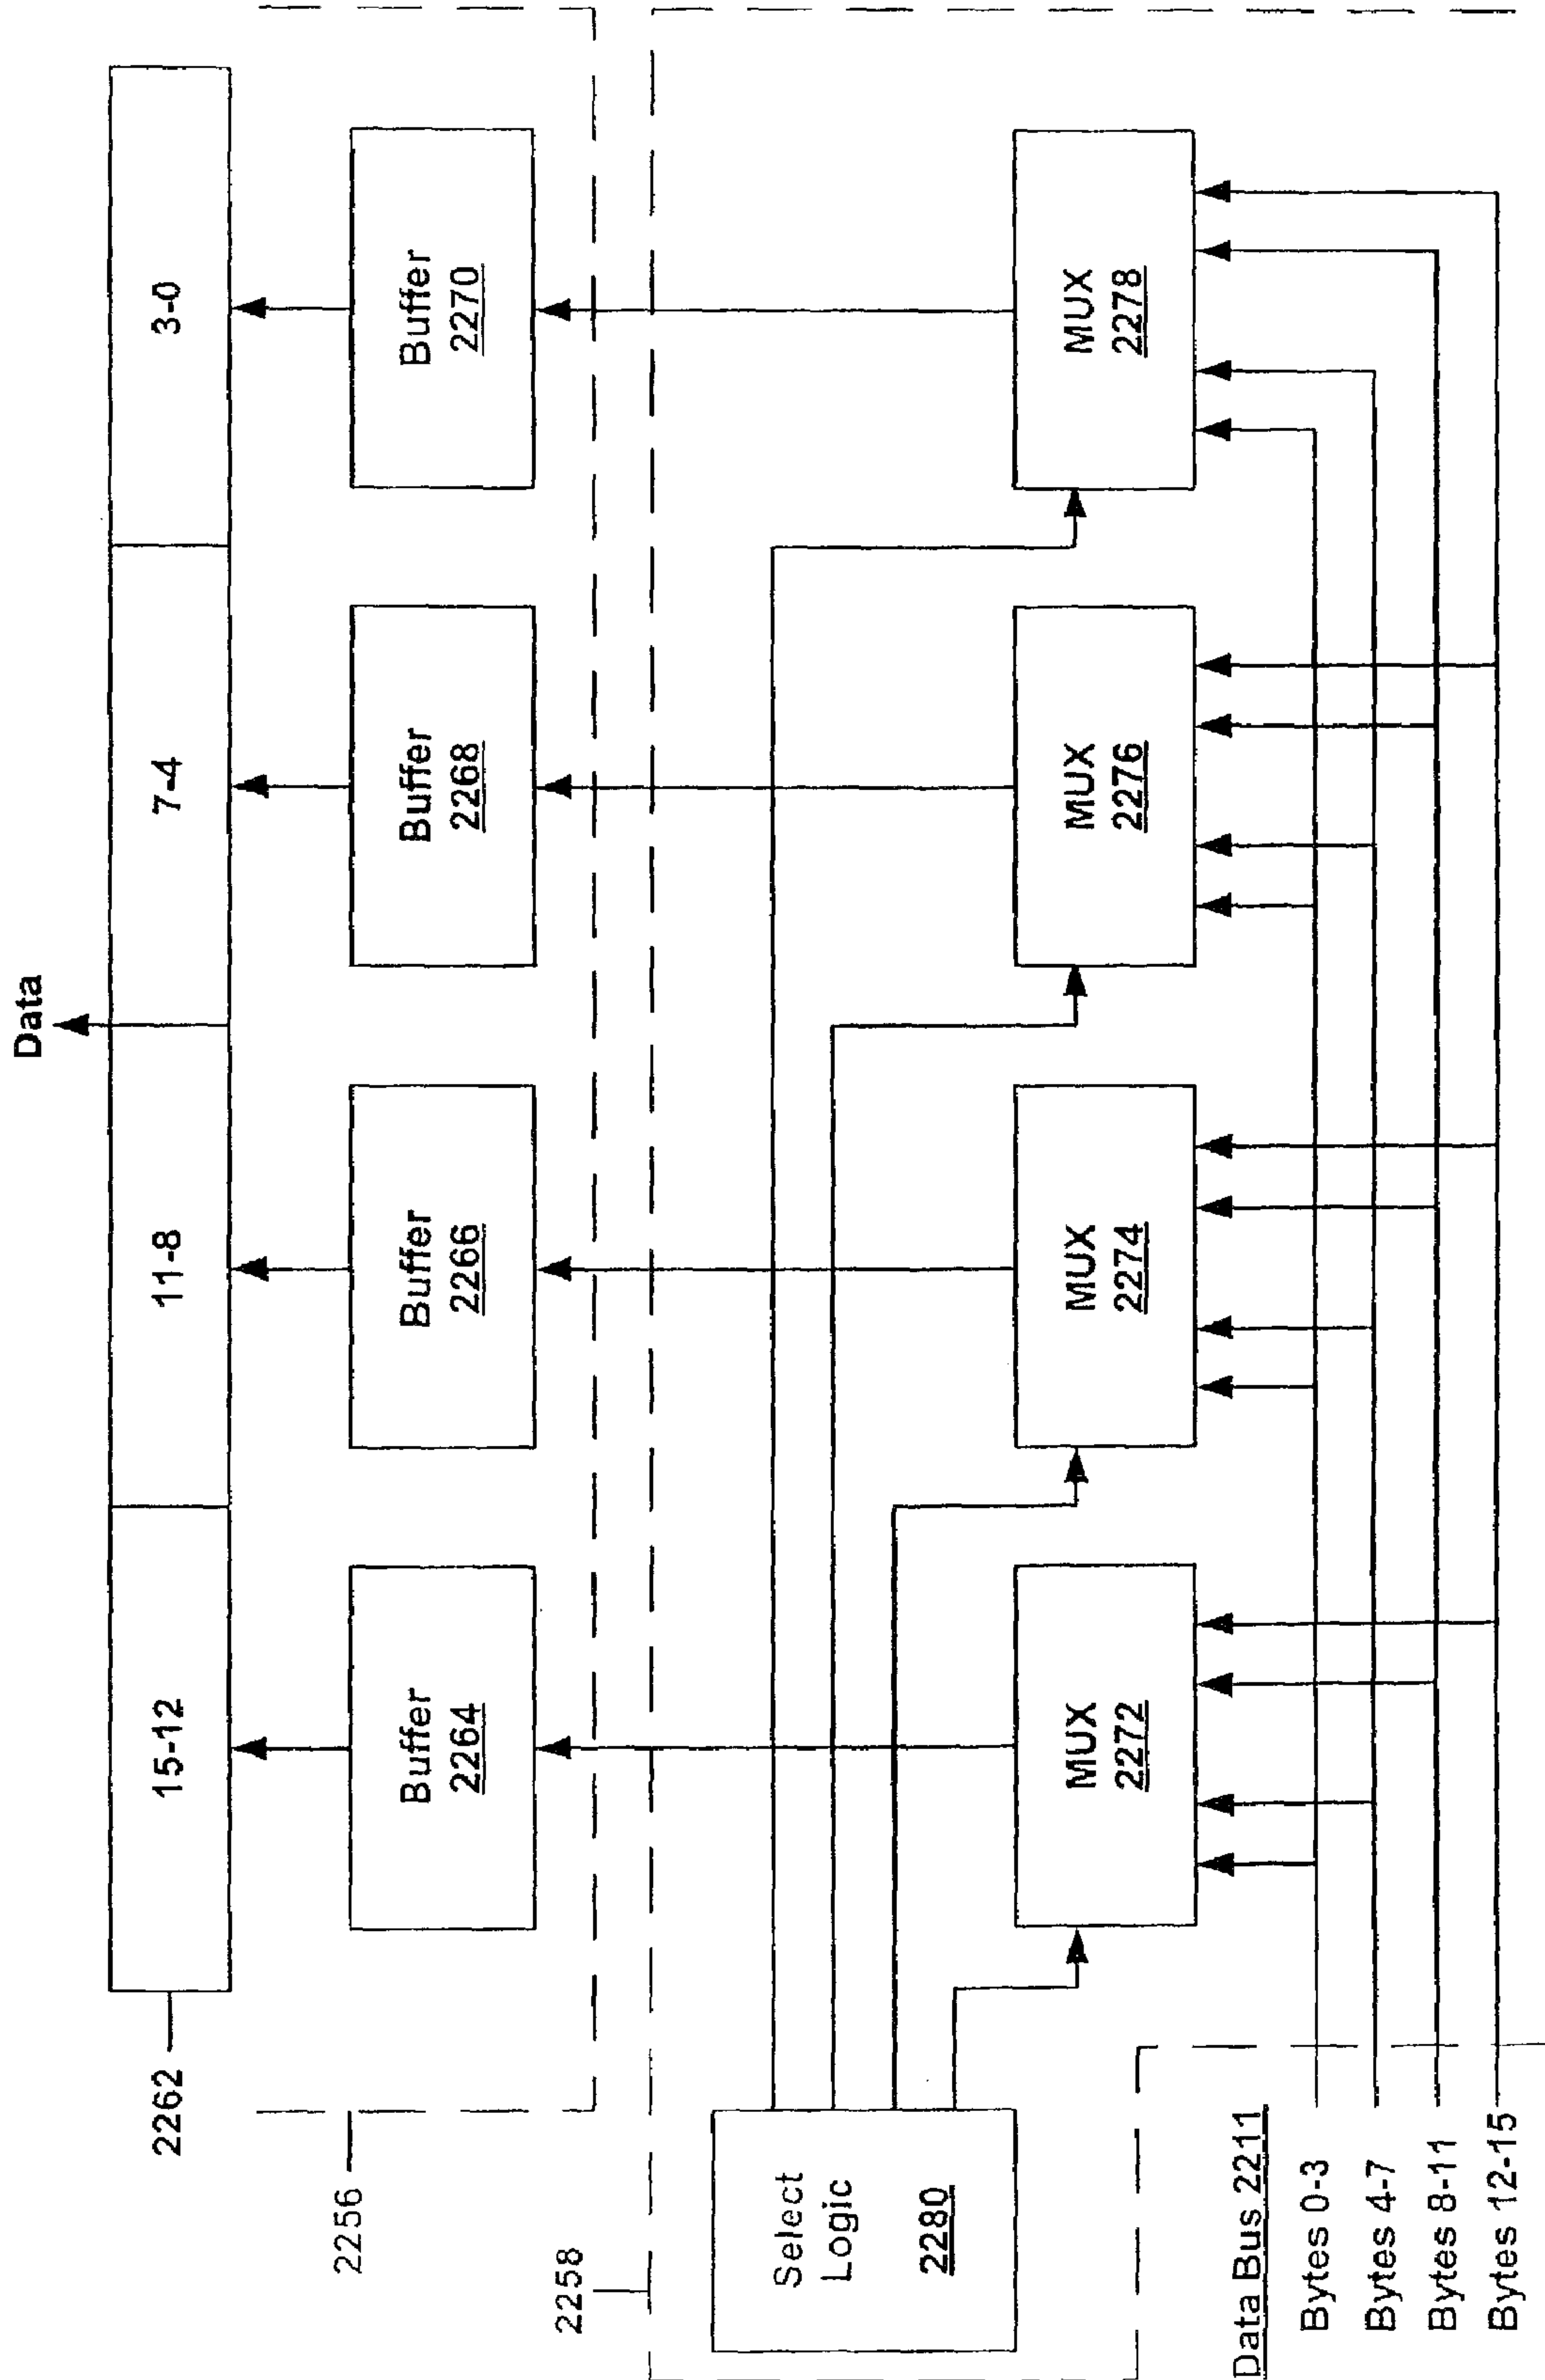 Data
2262
15-12
11-8
7-4
3-0
2256
Buffer
2264
Buffer
2266
Buffer
2268
Buffer
2270
2258
Select
Logic
2280
MUX
2272
MUX
2274
MUX
2276
MUX
2278
Data Bus 2211
Bytes 0-3
Bytes 4-7
Bytes 8-11
Bytes 12-15